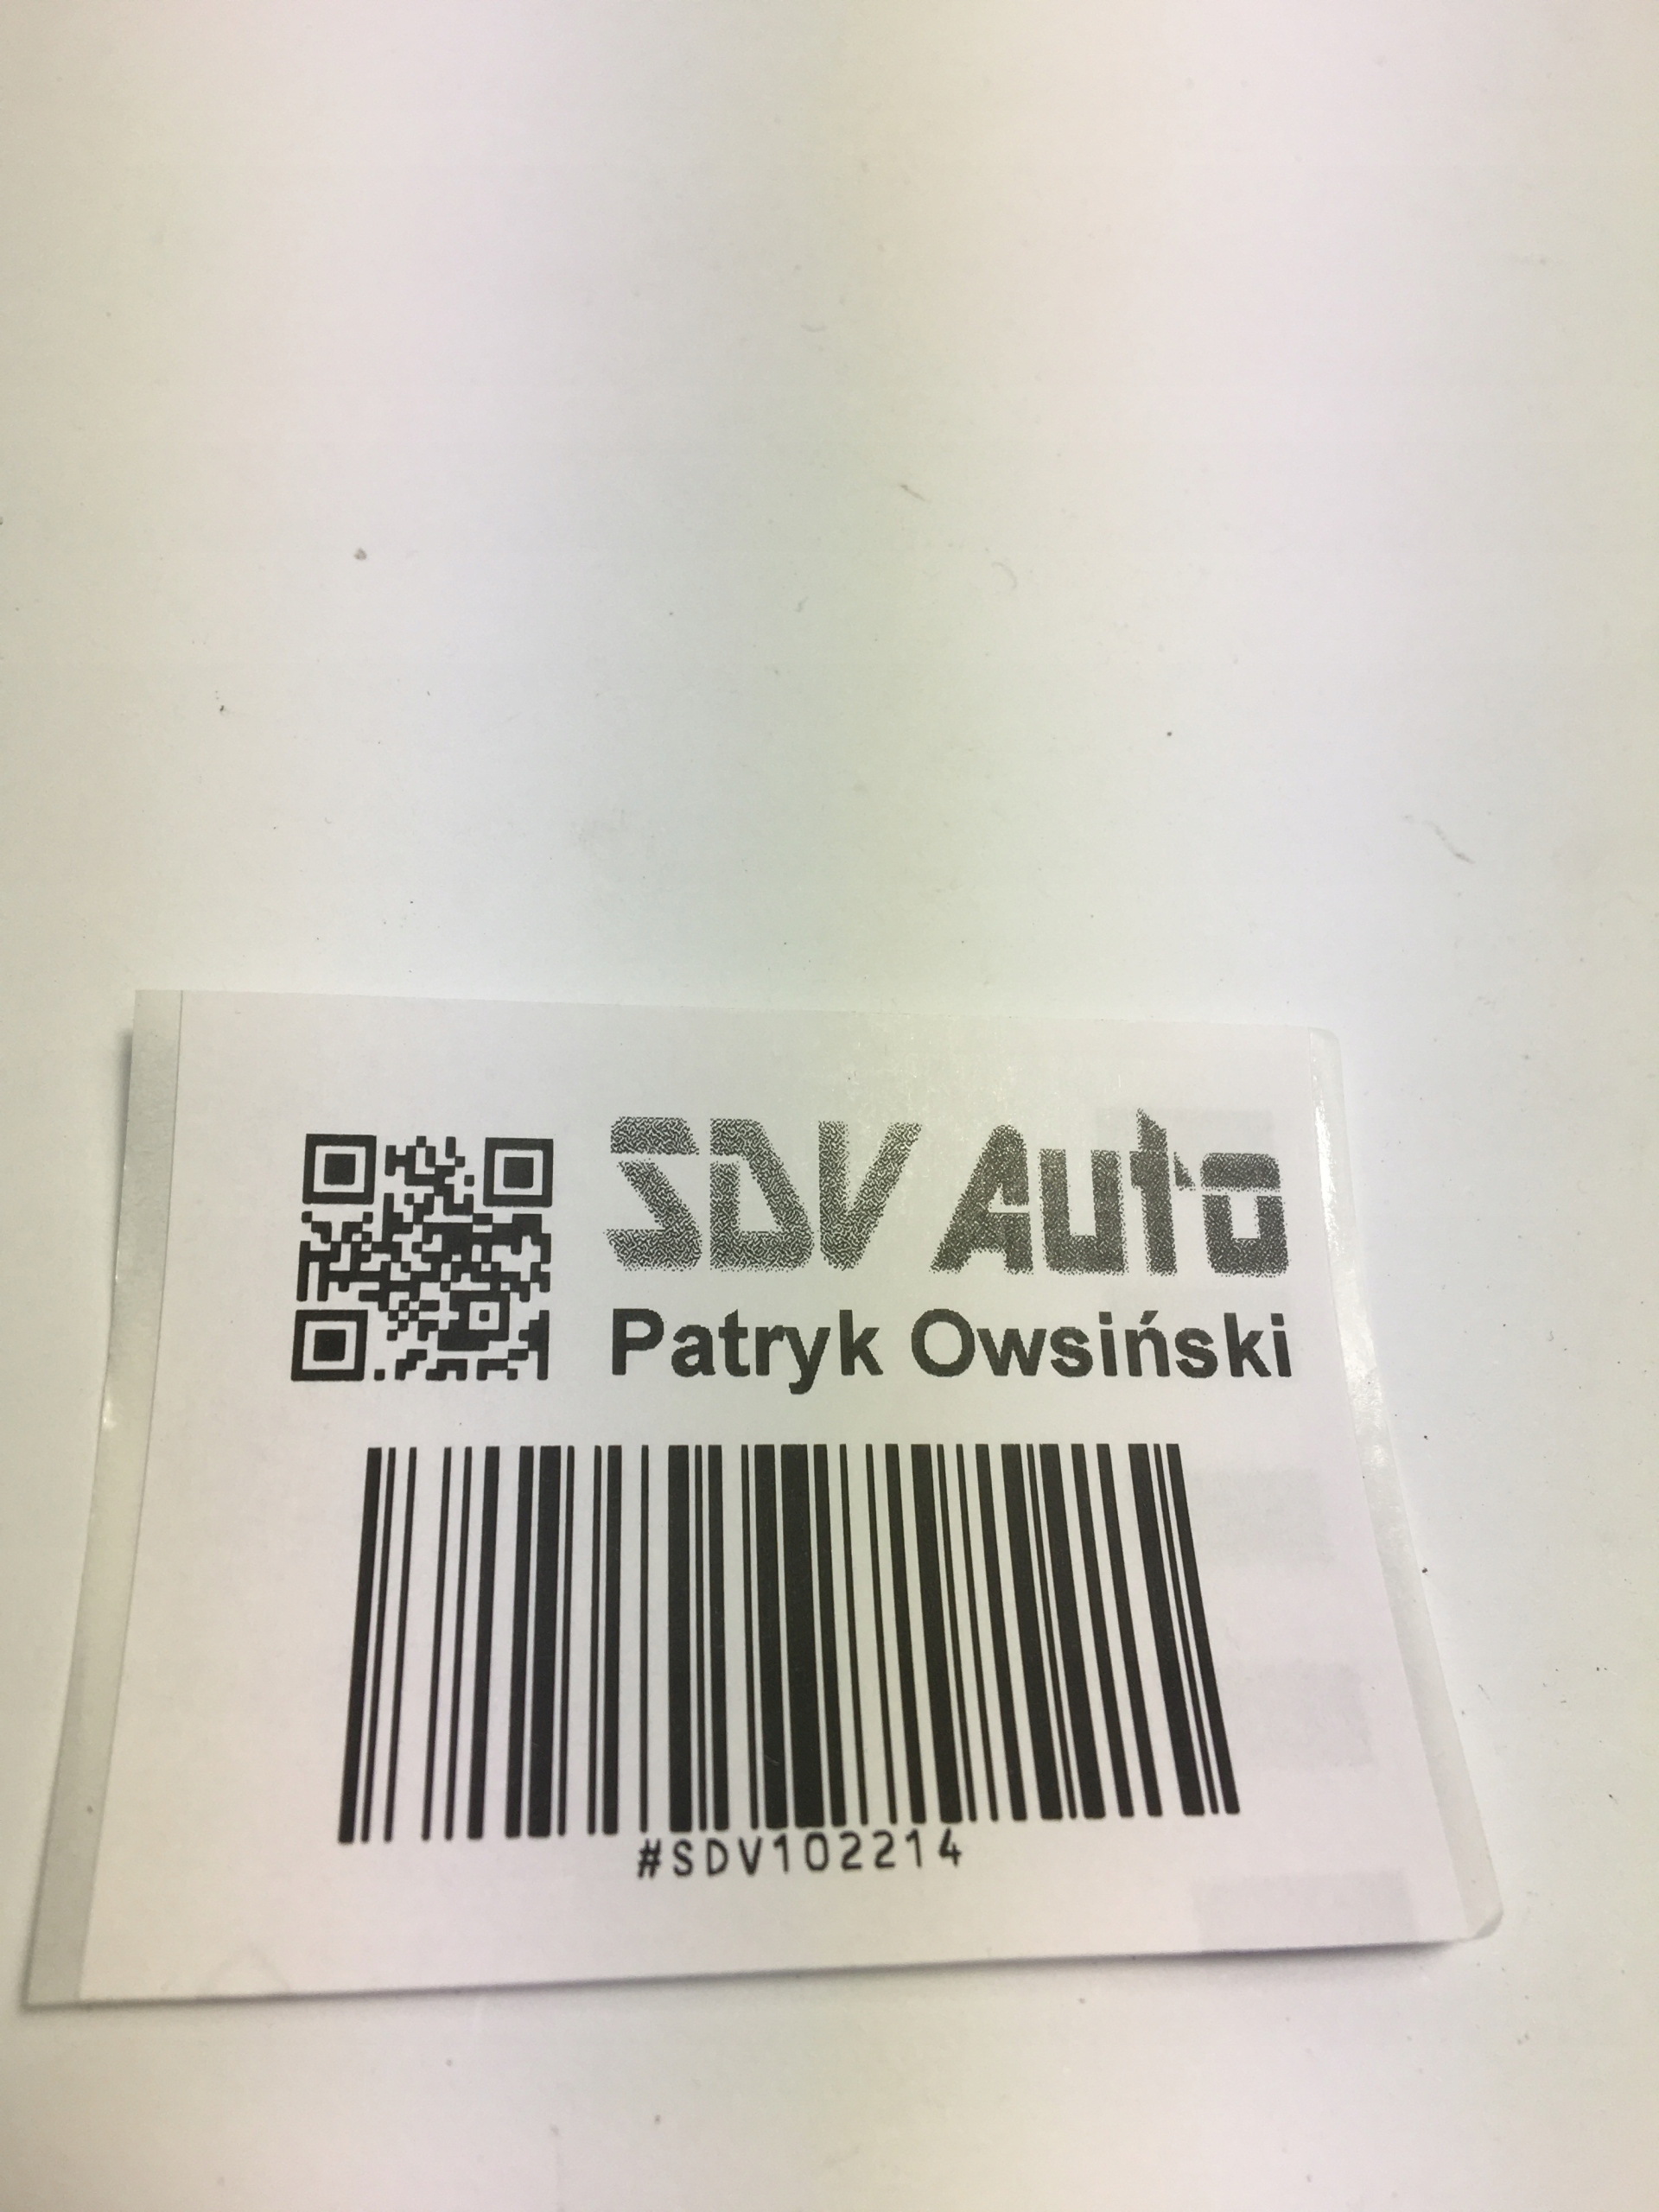 SDV Auto
Patryk Owsiński
#SDV102214